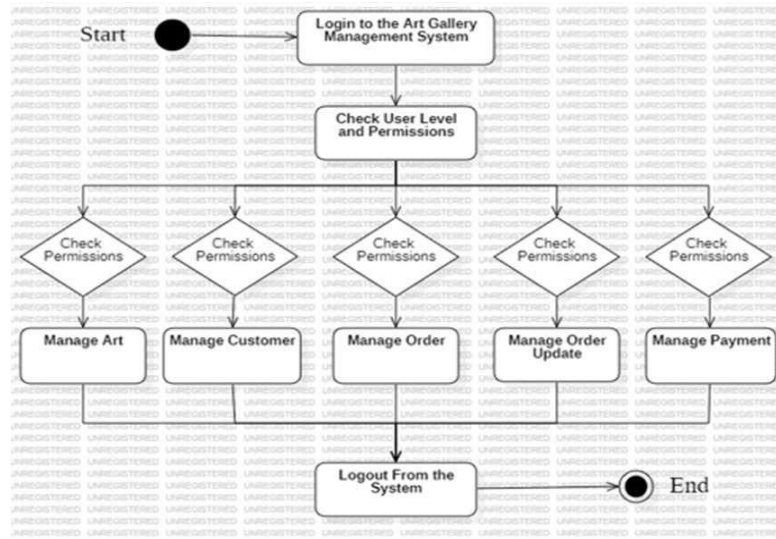 Start
Login to the Art Gallery
Management System
Check User Level
and Permissions
Check
Permissions
Check
Permissions
Check
Permissions
Check
Permissions
Check
Permissions
Manage Art
Manage Customer
Manage Order
Manage Order
Update
Manage Payment
Logout From the
System
End
UNREGISTERED